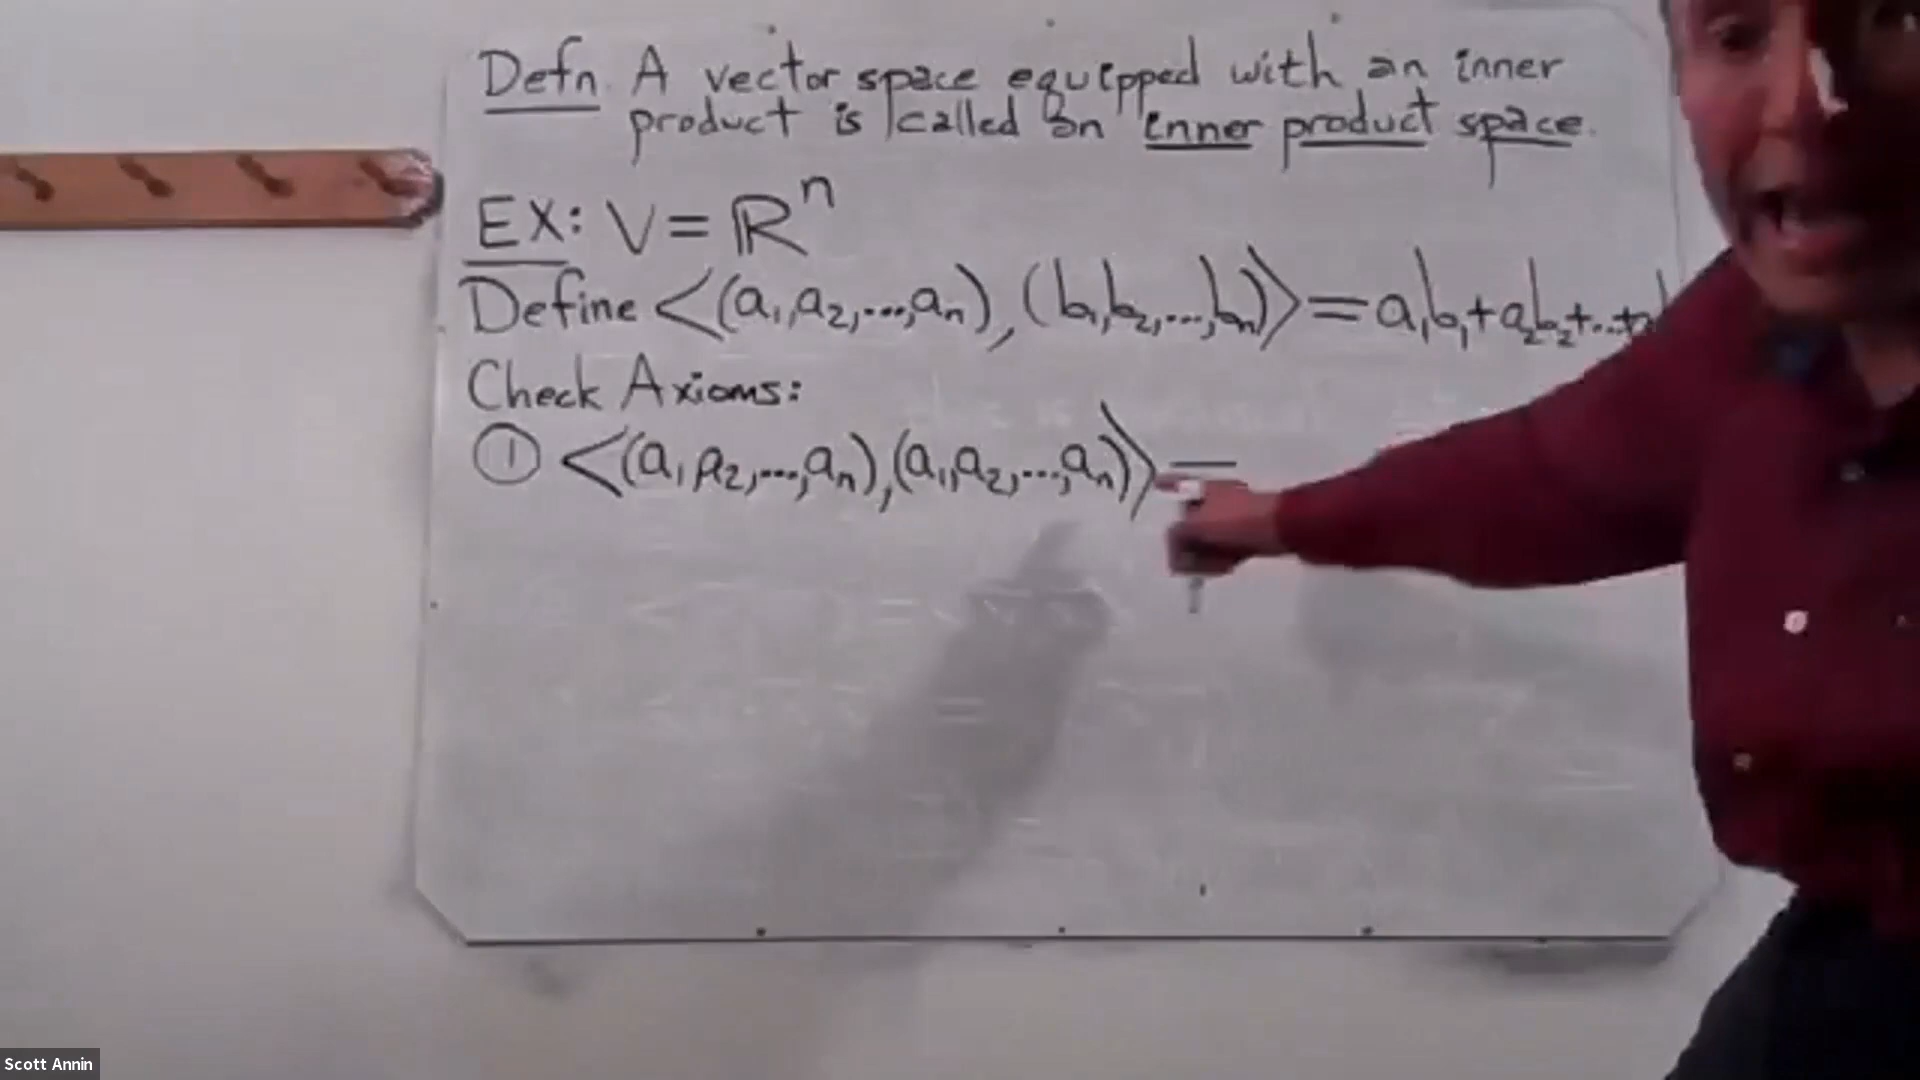 Defn. A vector space equipped with an inner
product is called an inner product space.
EX: V = ℝⁿ
Define <(a₁,a₂,...,aₙ),(b₁,b₂,...,bₙ)> = a₁b₁+a₂b₂+...+
Check Axioms:
① <(a₁,a₂,...,aₙ),(a₁,a₂,...,aₙ)> =
Scott Annin